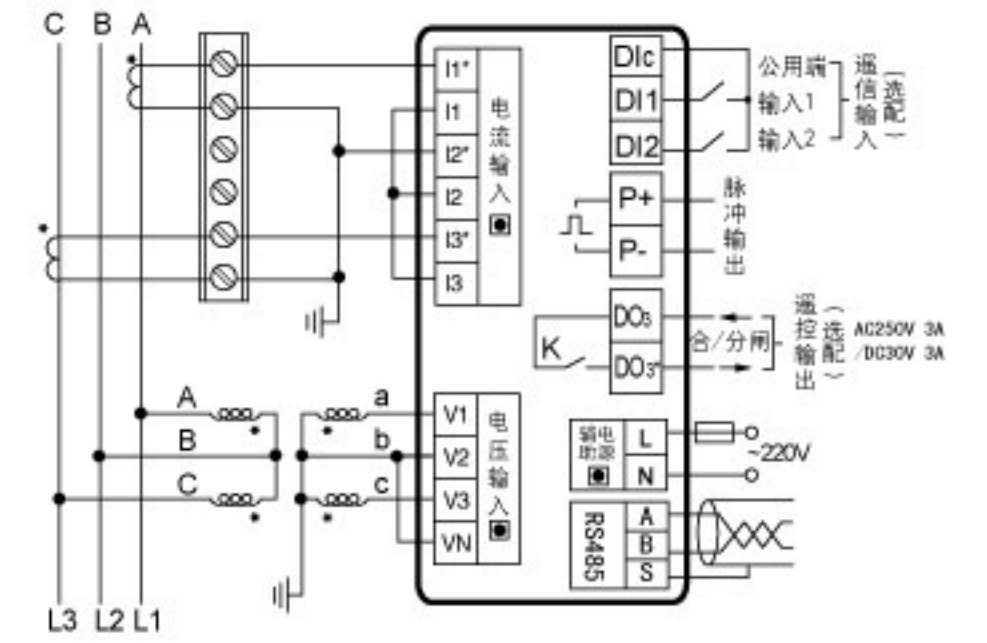 C B A
I1*
I1
I2*
I2
I3*
I3
电流输入
DIc
DI1
DI2
公用端
输入1
输入2
遥信输入
(选配)
P+
P-
脉冲输出
K
DO3
DO3*
合/分闸
遥控输出
(选配)
AC250V 3A
/DC30V 3A
A
B
C
a
b
c
V1
V2
V3
VN
电压输入
辅电
助源
L
N
~220V
RS485
A
B
S
L3 L2 L1